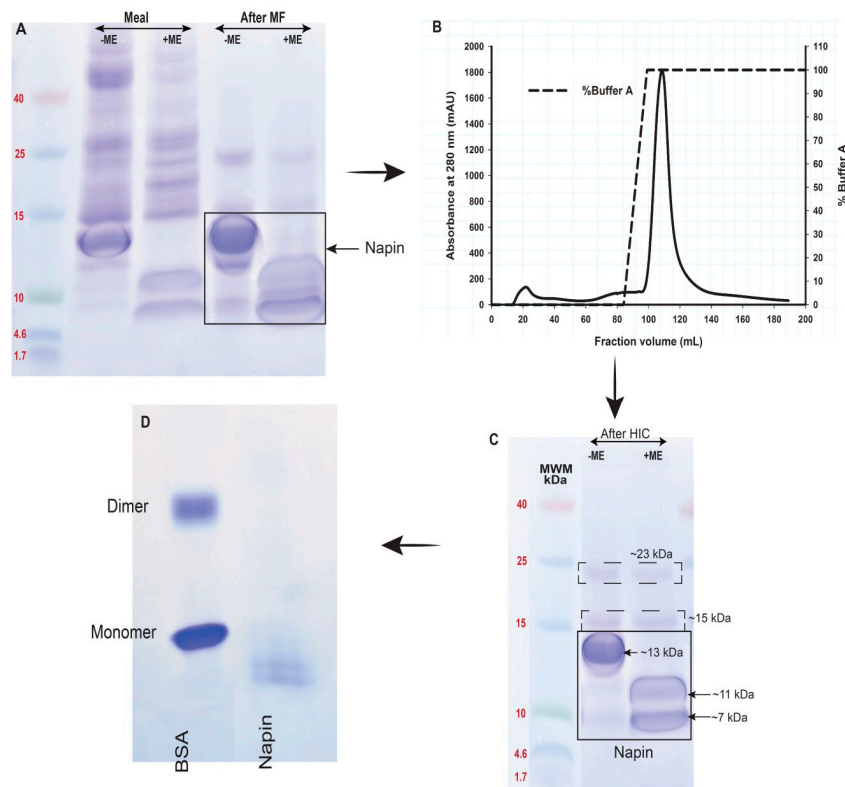 A
Meal
After MF
-ME
+ME
-ME
+ME
40
25
15
10
4.6
1.7
Napin
B
2000
1800
1600
1400
1200
1000
800
600
400
200
0
Absorbance at 280 nm (mAU)
%Buffer A
110
100
90
80
70
60
50
40
30
20
10
0
% Buffer A
0
20
40
60
80
100
120
140
160
180
200
Fraction volume (mL)
C
After HIC
-ME
+ME
MWM
kDa
40
25
15
10
4.6
1.7
~23 kDa
~15 kDa
~13 kDa
~11 kDa
~7 kDa
Napin
D
Dimer
Monomer
BSA
Napin